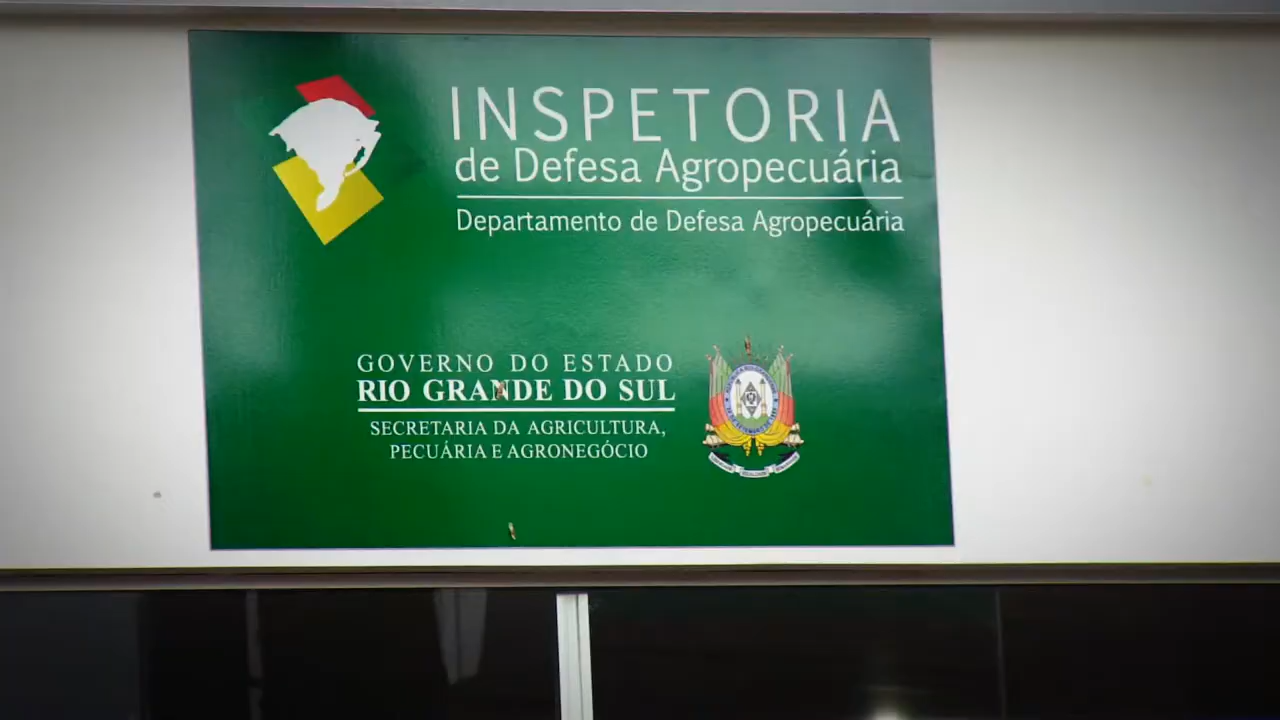 INSPETORIA
de Defesa Agropecuária
Departamento de Defesa Agropecuária
GOVERNO DO ESTADO
RIO GRANDE DO SUL
SECRETARIA DA AGRICULTURA,
PECUÁRIA E AGRONEGÓCIO